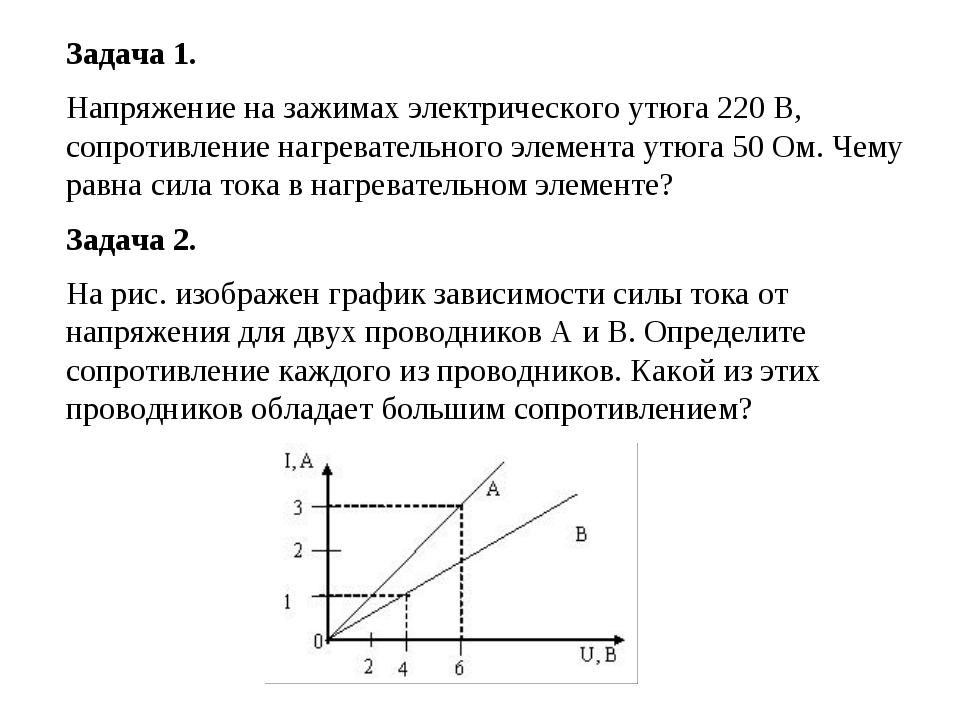 Задача 1.
Напряжение на зажимах электрического утюга 220 В,
сопротивление нагревательного элемента утюга 50 Ом. Чему
равна сила тока в нагревательном элементе?
Задача 2.
На рис. изображен график зависимости силы тока от
напряжения для двух проводников А и В. Определите
сопротивление каждого из проводников. Какой из этих
проводников обладает большим сопротивлением?
I, A
A
3
B
2
1
0
2 4 6 U, В